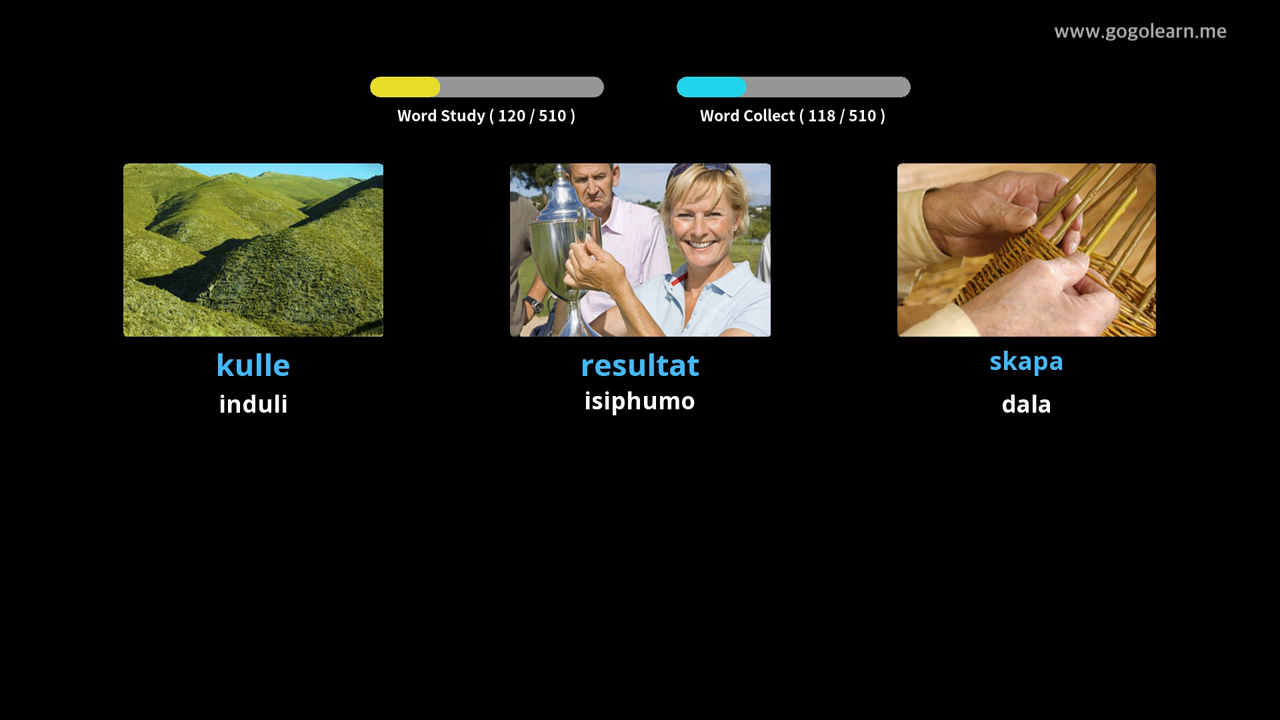 www.gogolearn.me
Word Study ( 120 / 510 )
Word Collect ( 118 / 510 )
kulle
resultat
skapa
induli
isiphumo
dala